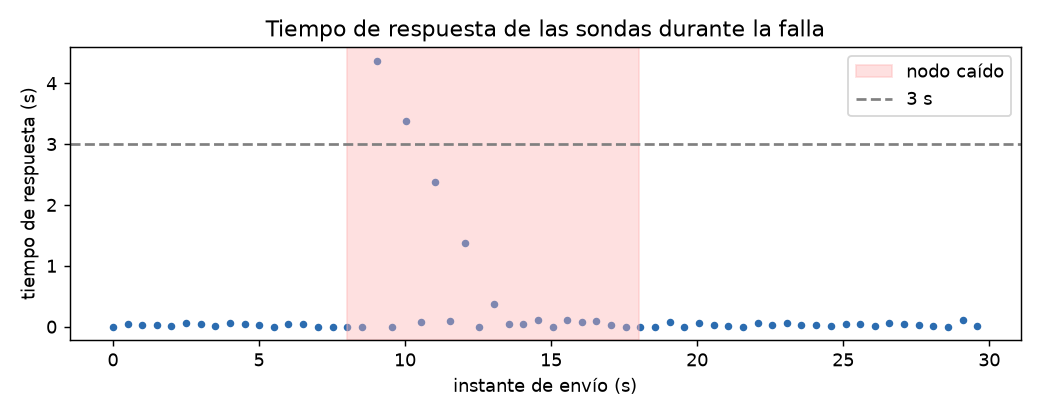 Tiempo de respuesta de las sondas durante la falla
nodo caído
3 s
tiempo de respuesta (s)
4
3
2
1
0
0 5 10 15 20 25 30
instante de envío (s)